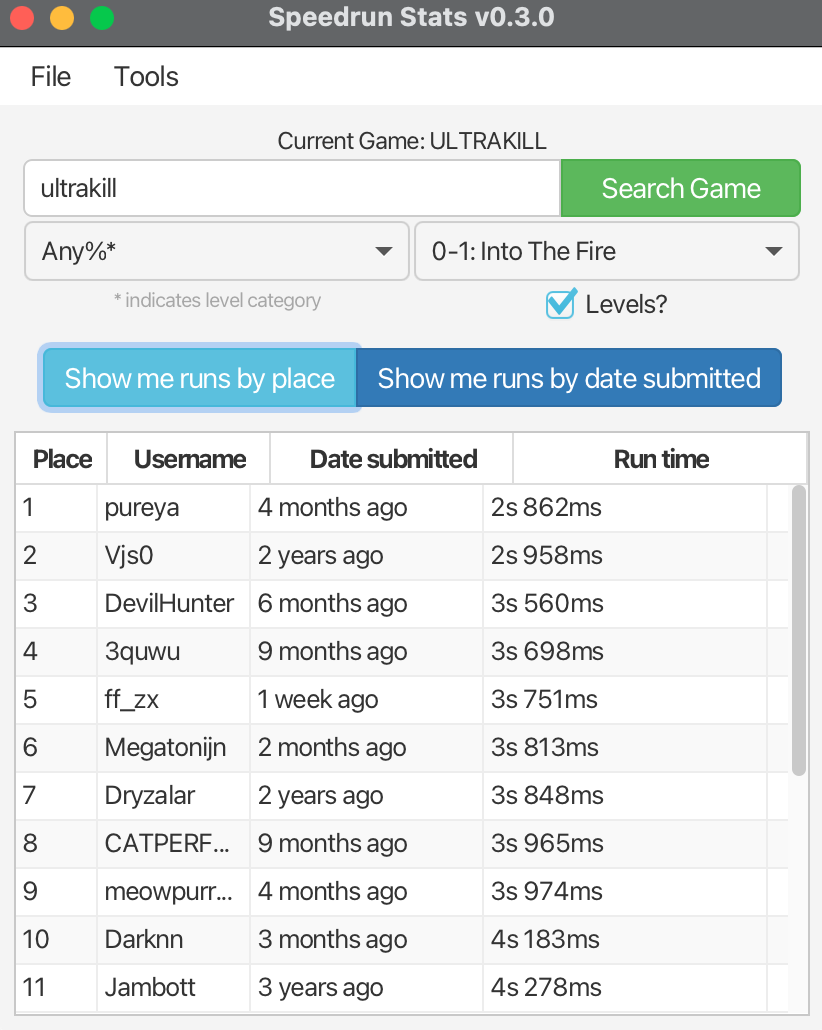 Speedrun Stats v0.3.0
File Tools
Current Game: ULTRAKILL
ultrakill Search Game
Any%* 0-1: Into The Fire
* indicates level category Levels?
Show me runs by place Show me runs by date submitted
Place Username Date submitted Run time
1 pureya 4 months ago 2s 862ms
2 Vjs0 2 years ago 2s 958ms
3 DevilHunter 6 months ago 3s 560ms
4 3quwu 9 months ago 3s 698ms
5 ff_zx 1 week ago 3s 751ms
6 Megatonijn 2 months ago 3s 813ms
7 Dryzalar 2 years ago 3s 848ms
8 CATPERF... 9 months ago 3s 965ms
9 meowpurr... 4 months ago 3s 974ms
10 Darknn 3 months ago 4s 183ms
11 Jambott 3 years ago 4s 278ms